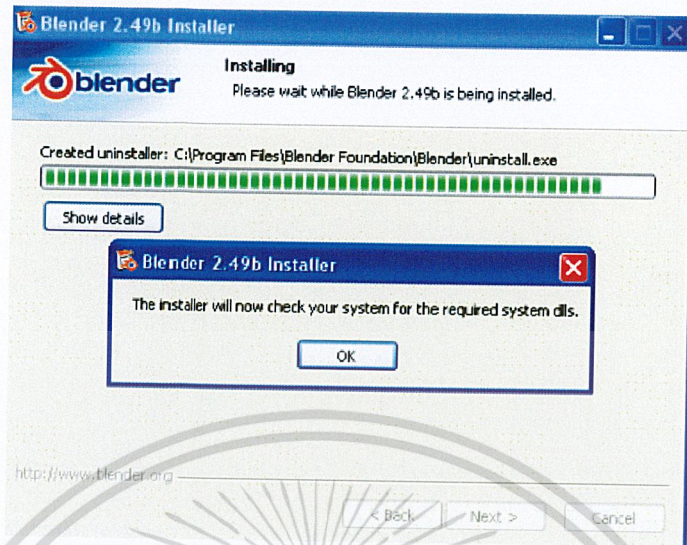 Blender 2.49b Installer
blender
Installing
Please wait while Blender 2.49b is being installed.
Created uninstaller: C:\Program Files\Blender Foundation\Blender\uninstall.exe
Show details
Blender 2.49b Installer
The installer will now check your system for the required system dlls.
OK
http://www.blender.org
< Back
Next >
Cancel